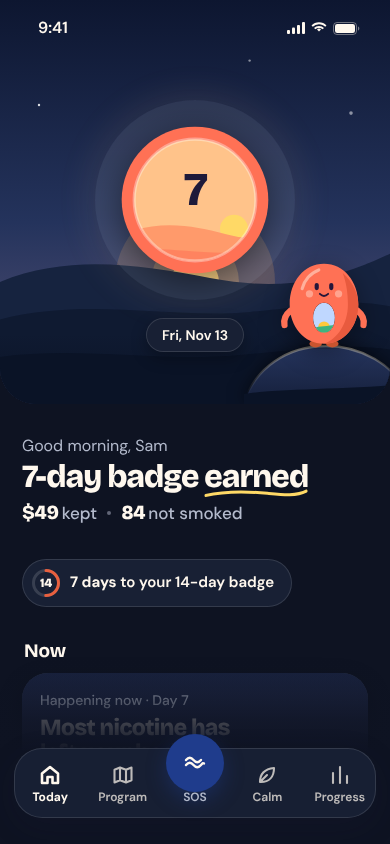 9:41
7
Fri, Nov 13
Good morning, Sam
7-day badge earned
$49 kept • 84 not smoked
14 7 days to your 14-day badge
Now
Happening now · Day 7
Most nicotine has
Today Program SOS Calm Progress